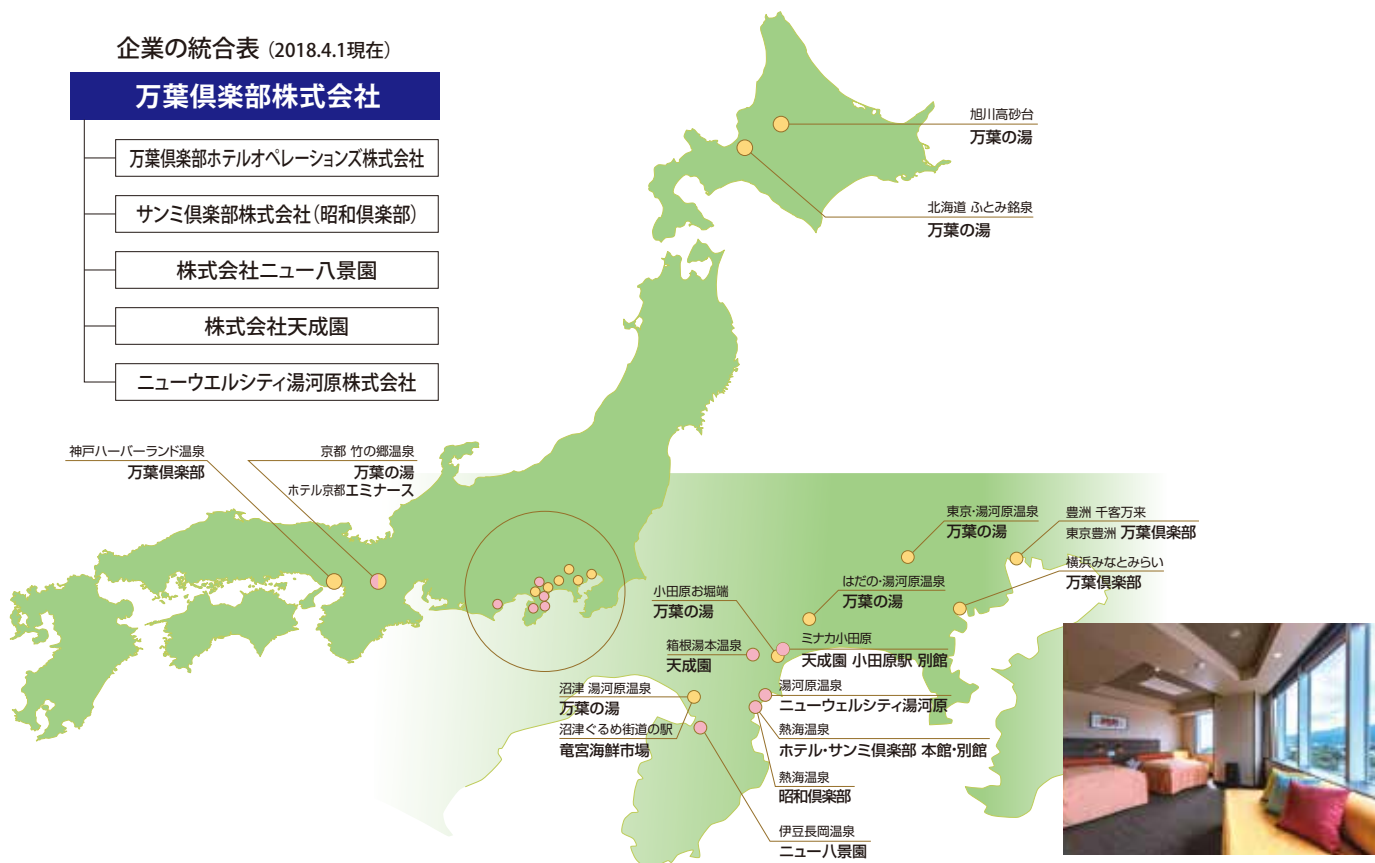 企業の統合表 (2018.4.1現在)
万葉倶楽部株式会社
万葉倶楽部ホテルオペレーションズ株式会社
サンミ倶楽部株式会社(昭和倶楽部)
株式会社ニュー八景園
株式会社天成園
ニューウエルシティ湯河原株式会社
旭川高砂台
万葉の湯
北海道 ふとみ銘泉
万葉の湯
神戸ハーバーランド温泉
万葉倶楽部
京都 竹の郷温泉
万葉の湯
ホテル京都エミナース
東京・湯河原温泉
万葉の湯
豊洲 千客万来
東京豊洲 万葉倶楽部
横浜みなとみらい
万葉倶楽部
はだの・湯河原温泉
万葉の湯
小田原お堀端
万葉の湯
ミナカ小田原
天成園 小田原駅 別館
箱根湯本温泉
天成園
湯河原温泉
ニューウェルシティ湯河原
沼津 湯河原温泉
万葉の湯
沼津ぐるめ街道の駅
竜宮海鮮市場
熱海温泉
ホテル・サンミ倶楽部 本館・別館
熱海温泉
昭和倶楽部
伊豆長岡温泉
ニュー八景園